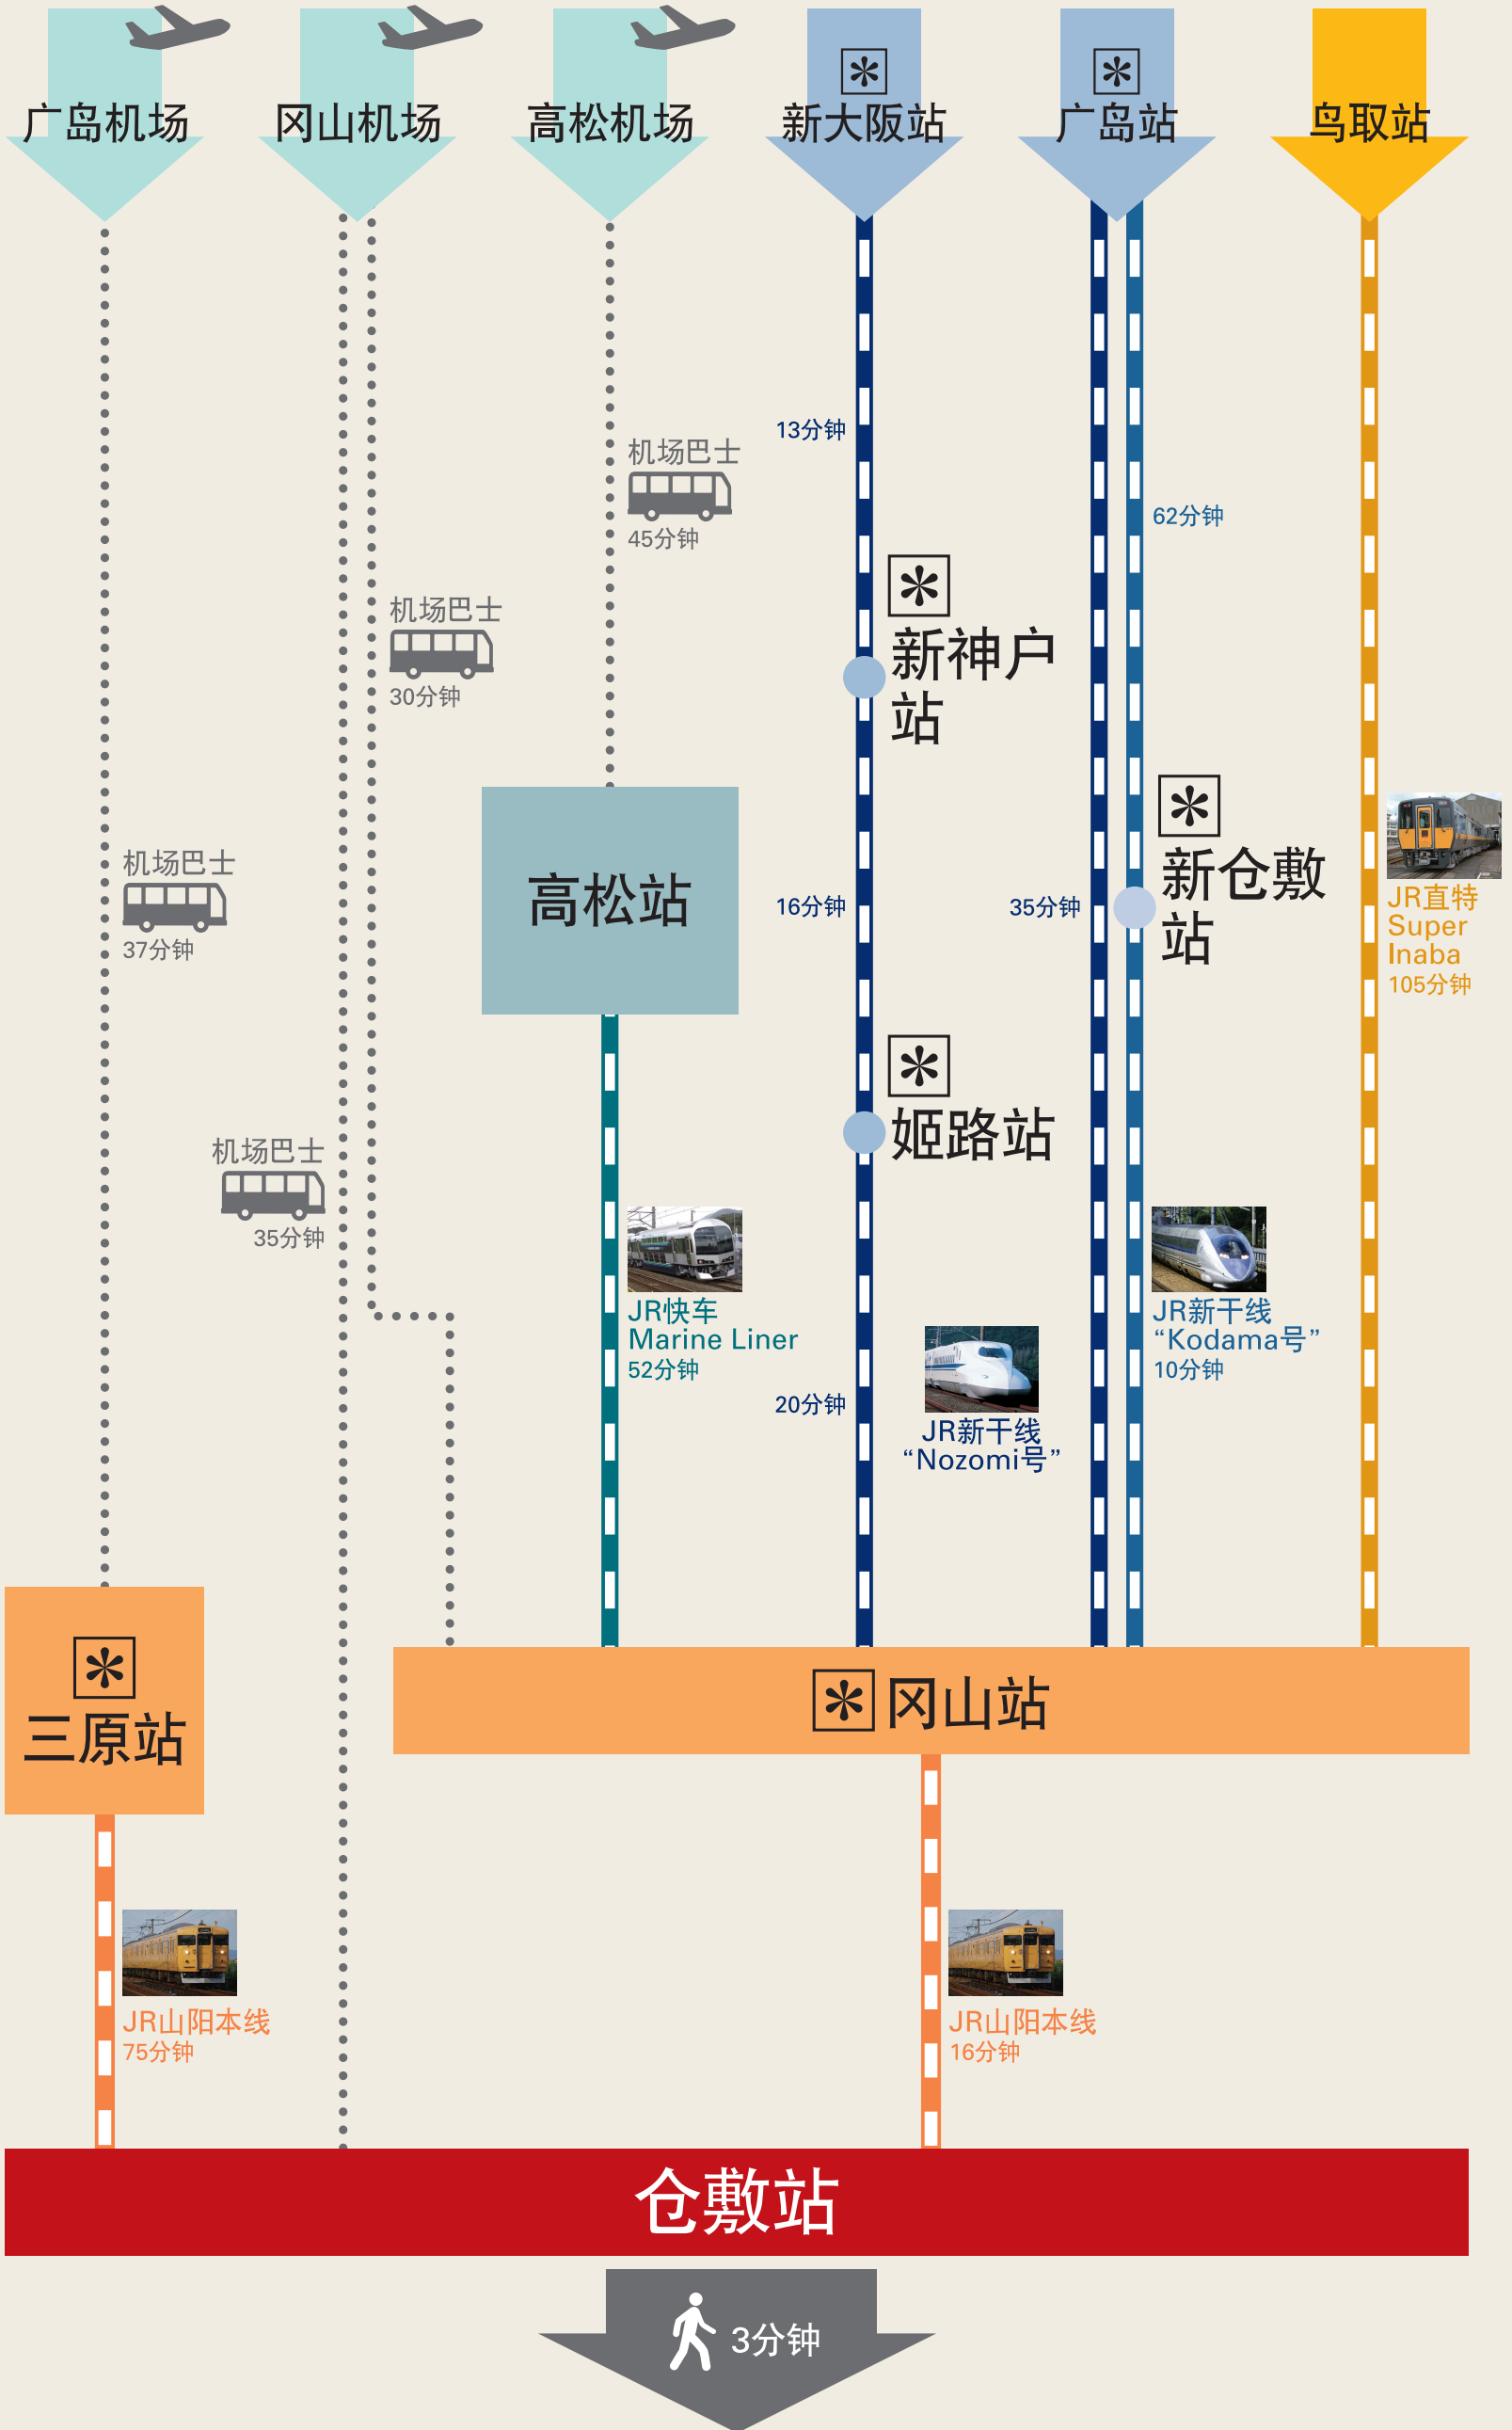 广岛机场
冈山机场
高松机场
新大阪站
广岛站
鸟取站
13分钟
机场巴士
45分钟
62分钟
机场巴士
30分钟
新神户
站
机场巴士
37分钟
高松站
16分钟
35分钟
新仓敷
站
JR直特
Super
Inaba
105分钟
姬路站
机场巴士
35分钟
JR快车
Marine Liner
52分钟
20分钟
JR新干线
“Nozomi号”
JR新干线
“Kodama号”
10分钟
三原站
冈山站
JR山阳本线
75分钟
JR山阳本线
16分钟
仓敷站
3分钟